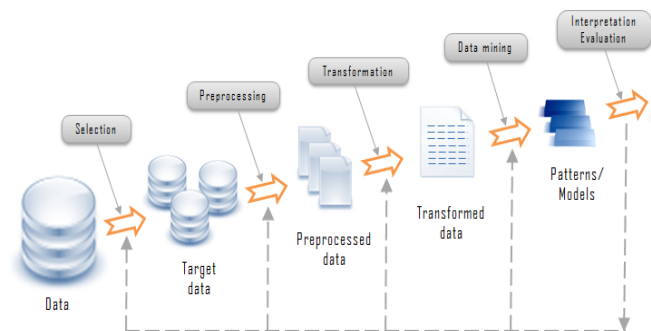 Interpretation
Evaluation
Data mining
Transformation
Preprocessing
Selection
Data
Target
data
Preprocessed
data
Transformed
data
Patterns/
Models